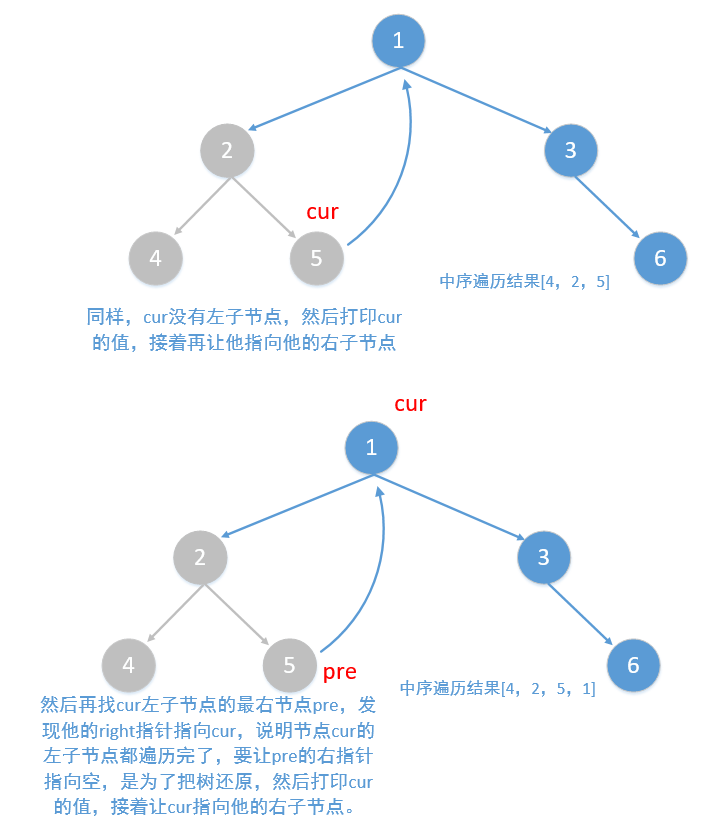 1
2
3
cur
4
5
6
中序遍历结果[4，2，5]
同样，cur没有左子节点，然后打印cur
的值，接着再让他指向他的右子节点
cur
1
2
3
4
5
pre
6
中序遍历结果[4，2，5，1]
然后再找cur左子节点的最右节点pre，发
现他的right指针指向cur，说明节点cur的
左子节点都遍历完了，要让pre的右指针
指向空，是为了把树还原，然后打印cur
的值，接着让cur指向他的右子节点。